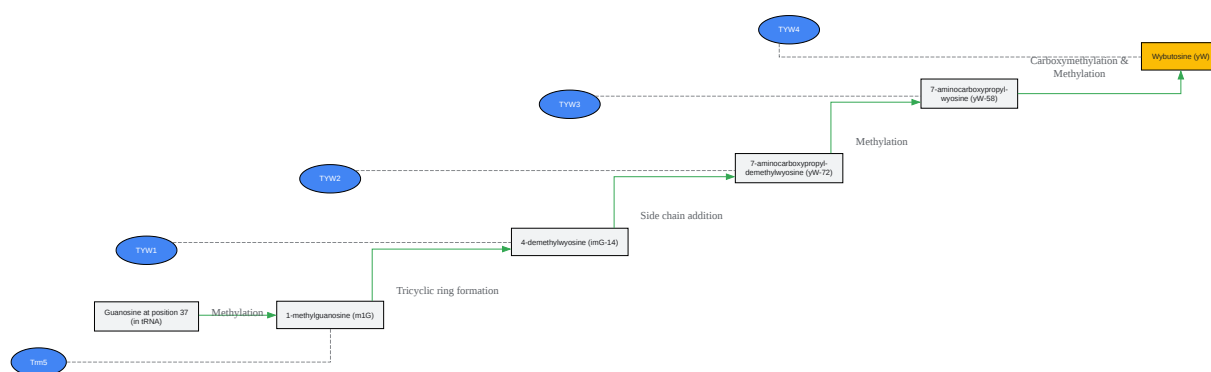 TYW4
Wybutosine (yW)
Carboxymethylation &
Methylation
7-aminocarboxypropyl-
wyosine (yW-58)
TYW3
Methylation
7-aminocarboxypropyl-
demethylwyosine (yW-72)
TYW2
Side chain addition
4-demethylwyosine (imG-14)
TYW1
Tricyclic ring formation
Guanosine at position 37
(in tRNA)
Methylation
1-methylguanosine (m1G)
Trm5